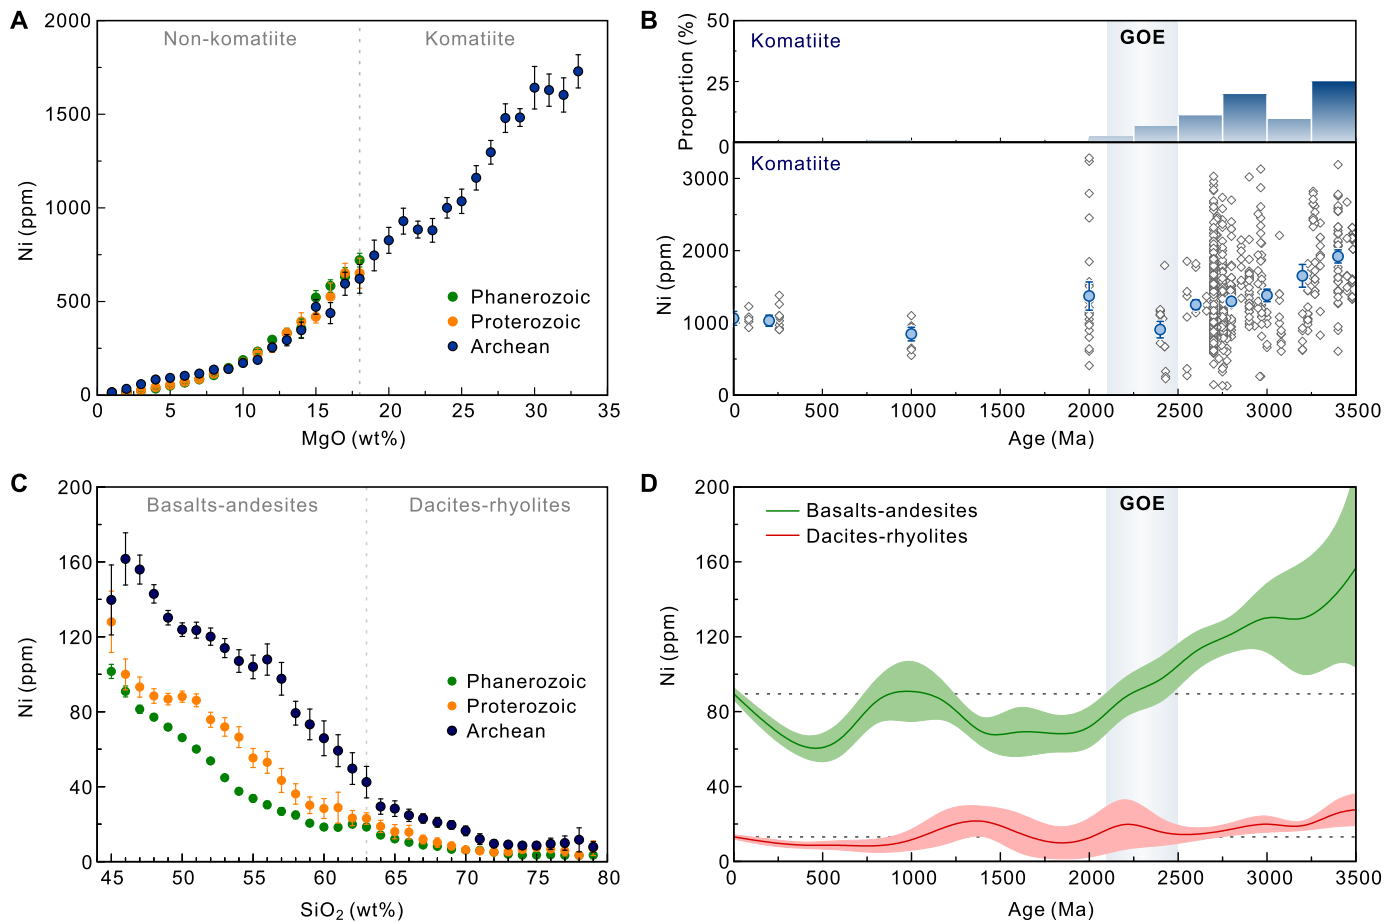 A
2000
1500
1000
500
0
Ni (ppm)
Non-komatiite
Komatiite
Phanerozoic
Proterozoic
Archean
0
5
10
15
20
25
30
35
MgO (wt%)
B
50
25
0
Proportion (%)
Komatiite
GOE
Komatiite
3000
2000
1000
0
Ni (ppm)
0
500
1000
1500
2000
2500
3000
3500
Age (Ma)
C
200
160
120
80
40
0
Ni (ppm)
Basalts-andesites
Dacites-rhyolites
Phanerozoic
Proterozoic
Archean
45
50
55
60
65
70
75
80
SiO₂ (wt%)
D
200
160
120
80
40
0
Ni (ppm)
Basalts-andesites
Dacites-rhyolites
GOE
0
500
1000
1500
2000
2500
3000
3500
Age (Ma)